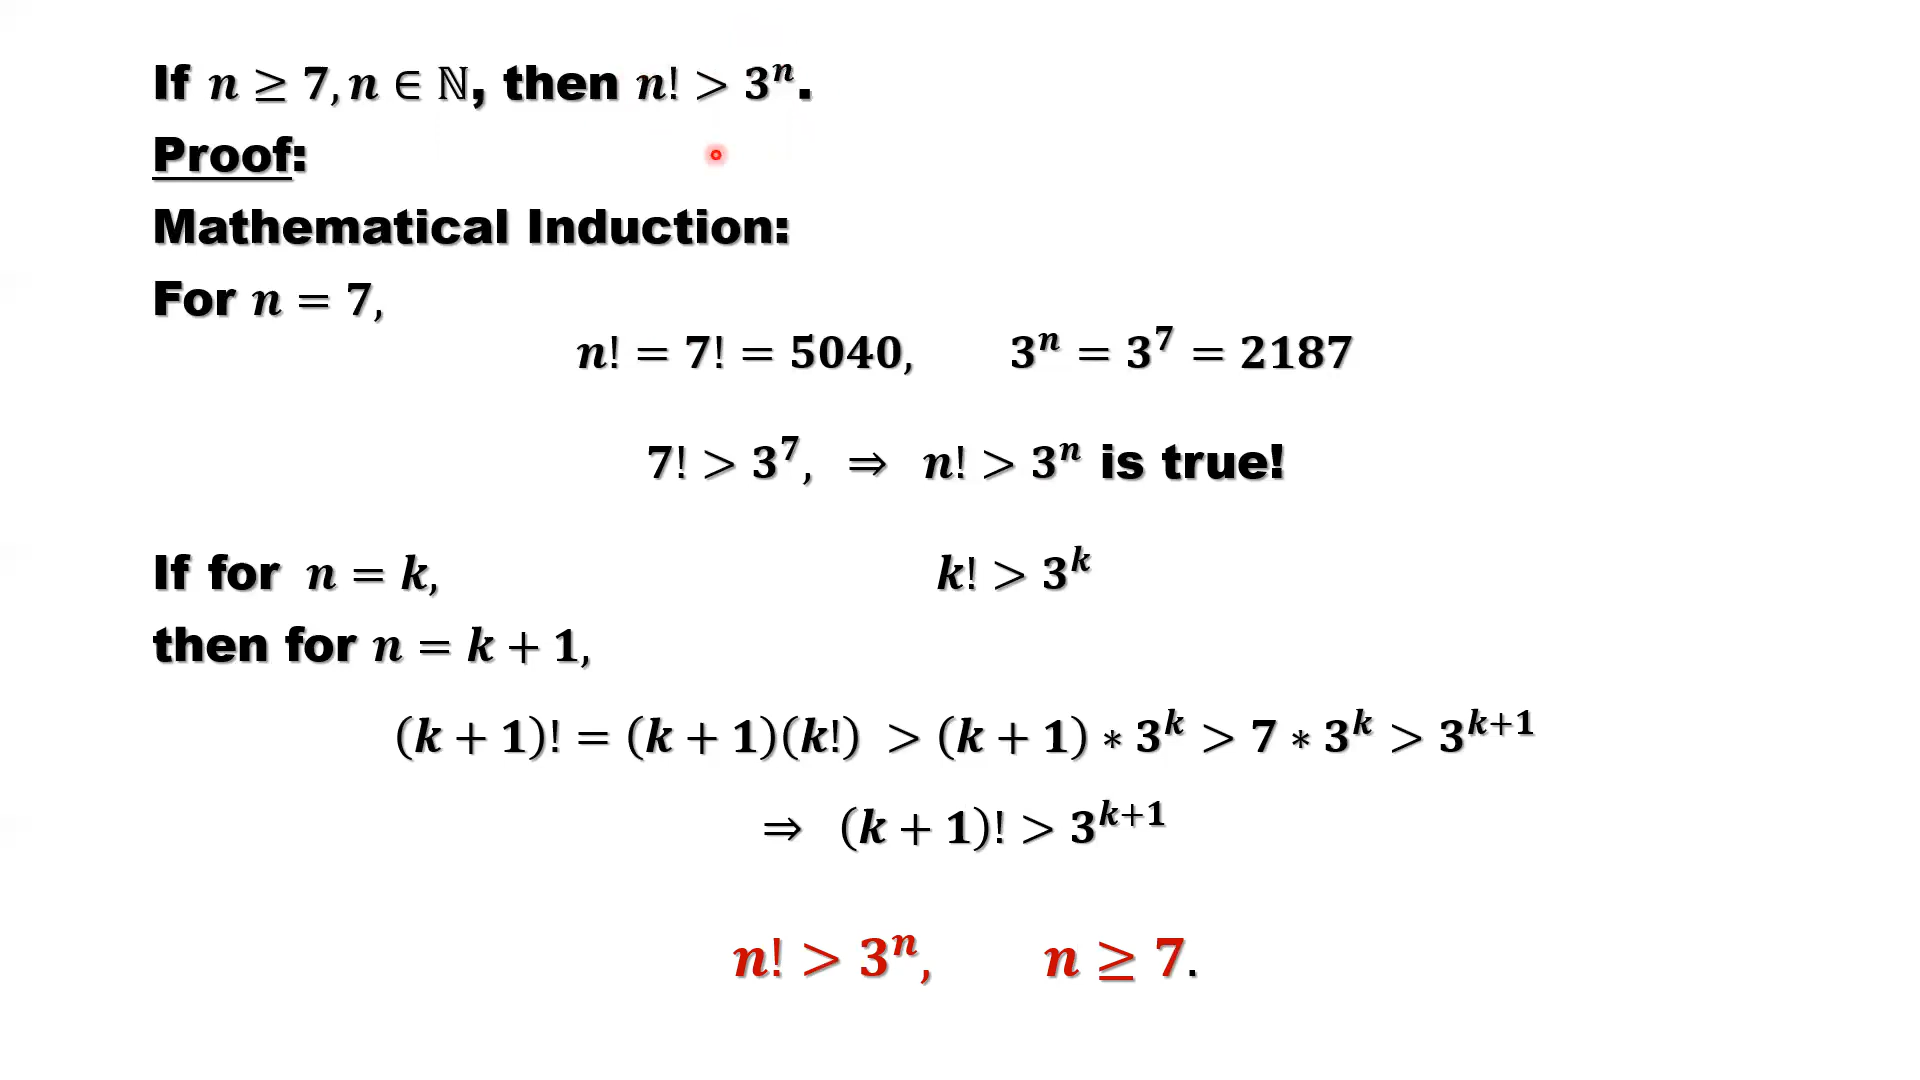 If n ≥ 7, n ∈ ℕ, then n! > 3ⁿ.
Proof:
Mathematical Induction:
For n = 7,
n! = 7! = 5040, 3ⁿ = 3⁷ = 2187
7! > 3⁷, ⇒ n! > 3ⁿ is true!
If for n = k, k! > 3ᵏ
then for n = k + 1,
(k + 1)! = (k + 1)(k!) > (k + 1) * 3ᵏ > 7 * 3ᵏ > 3ᵏ⁺¹
⇒ (k + 1)! > 3ᵏ⁺¹
n! > 3ⁿ, n ≥ 7.